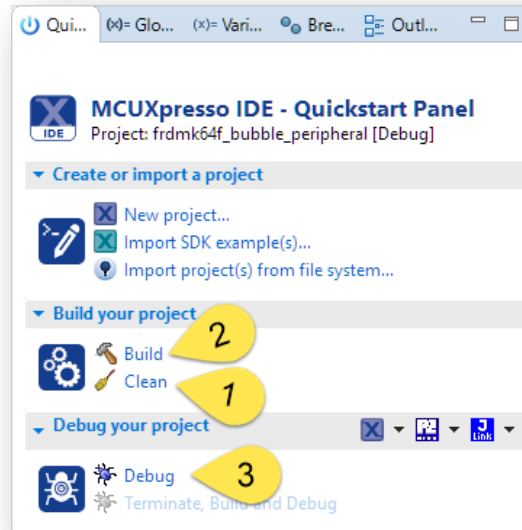 Qui... (x)= Glo... (x)= Vari... Bre... Outl...
IDE
MCUXpresso IDE - Quickstart Panel
Project: frdmk64f_bubble_peripheral [Debug]
Create or import a project
New project...
Import SDK example(s)...
Import project(s) from file system...
Build your project
2
Build
Clean
1
Debug your project
J Link
Debug
3
Terminate, Build and Debug